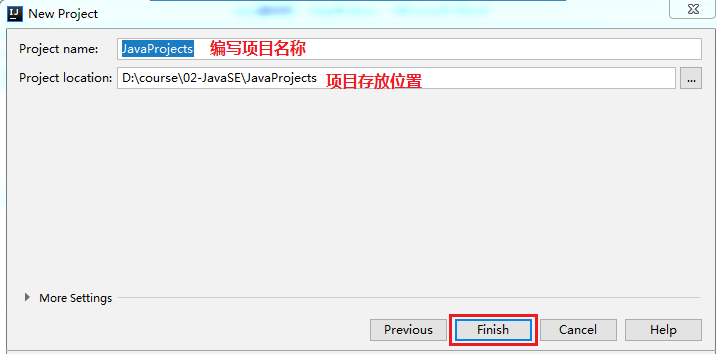 New Project
Project name: JavaProjects 编写项目名称
Project location: D:\course\02-JavaSE\JavaProjects 项目存放位置 ...
More Settings
Previous Finish Cancel Help